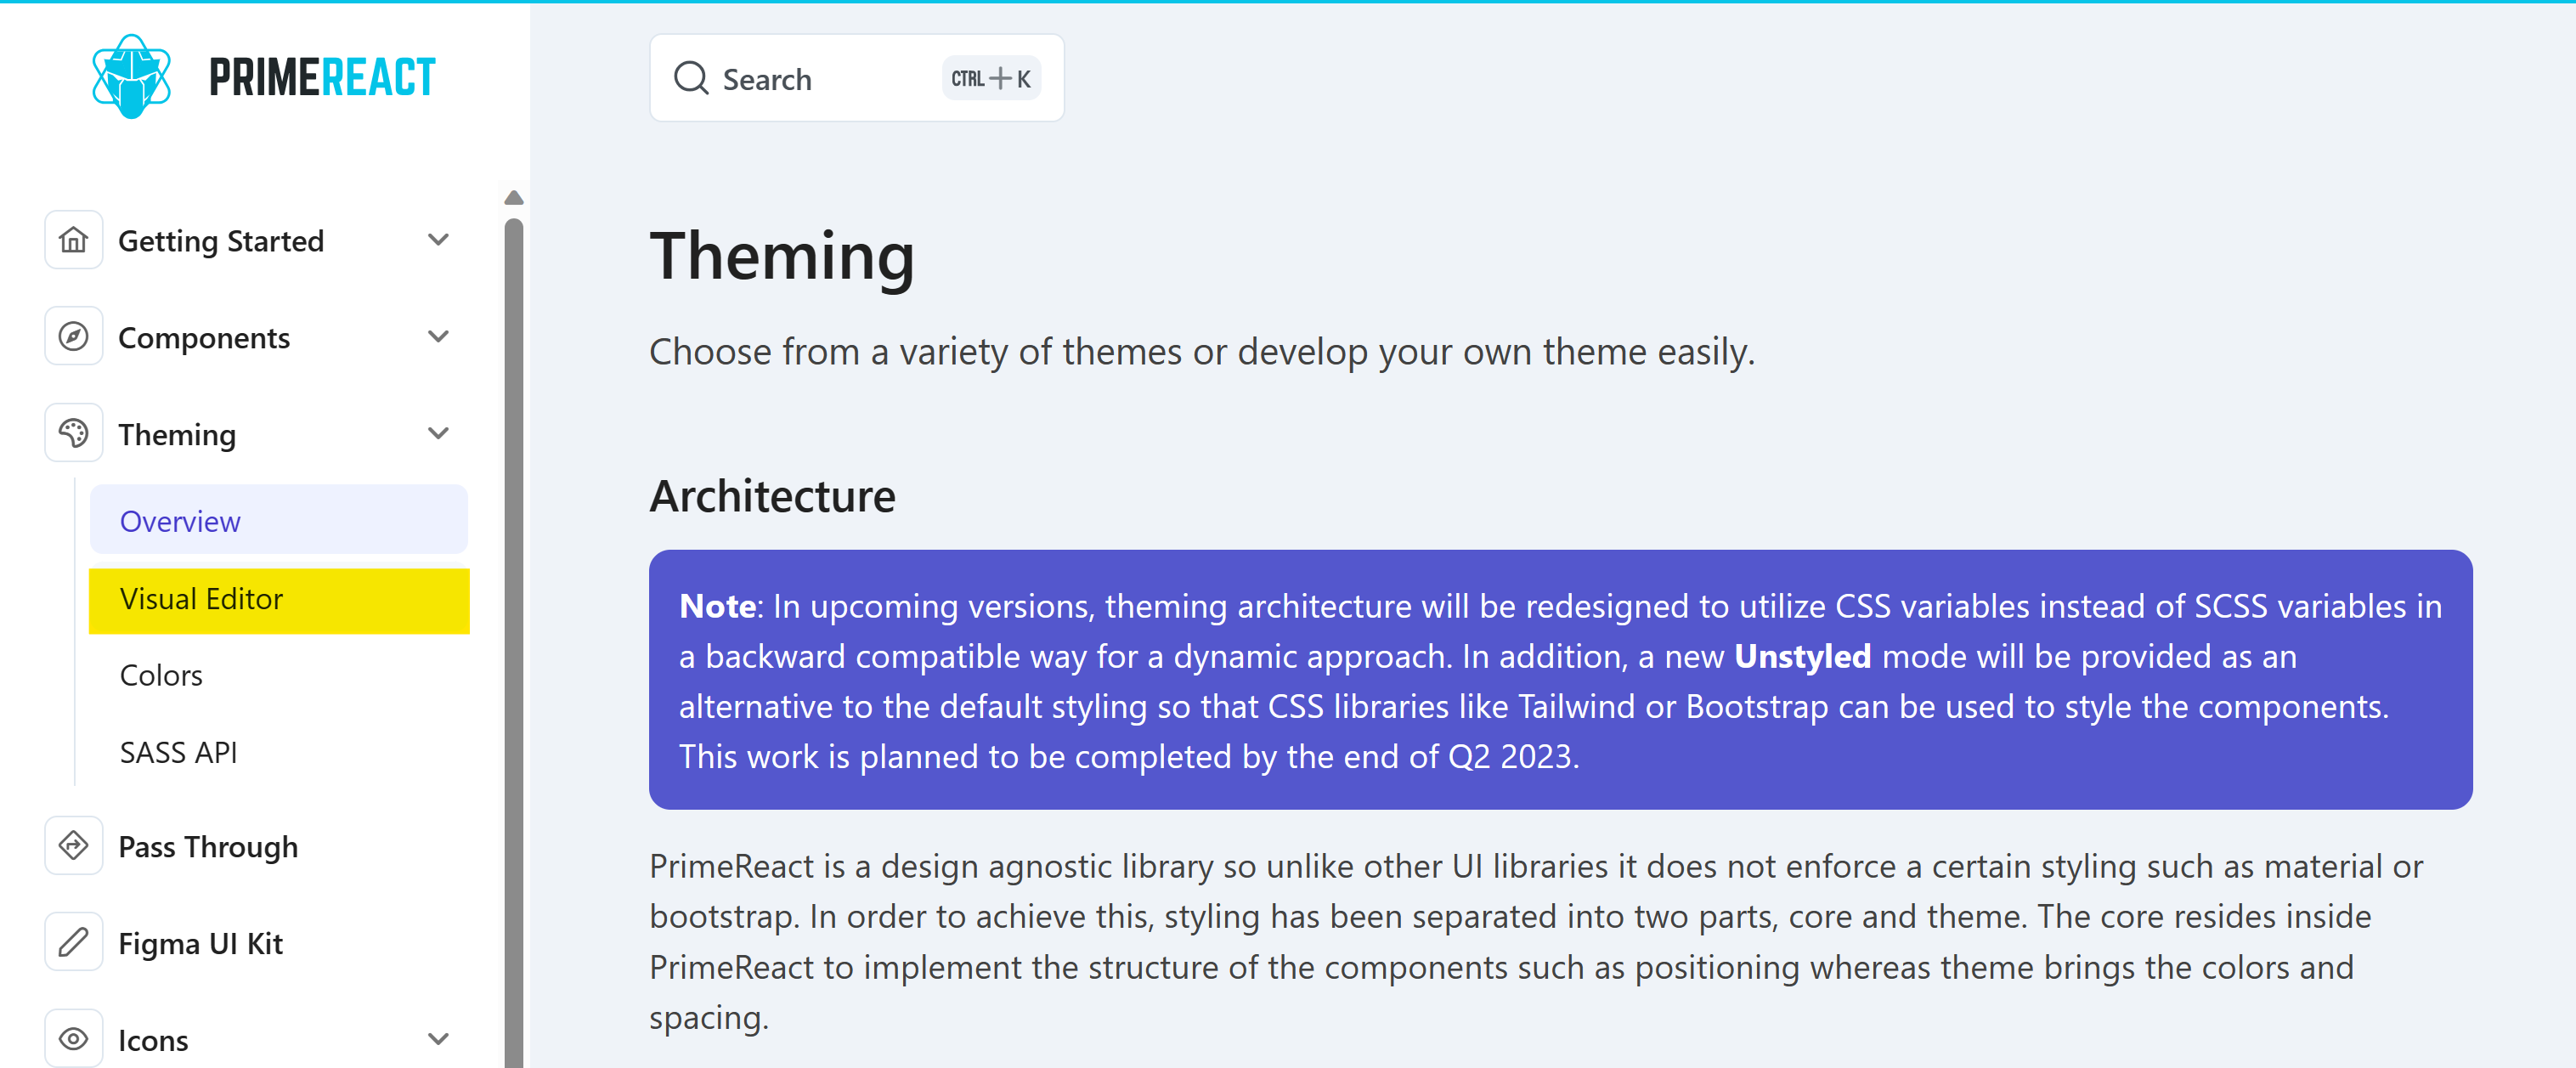 PRIMEREACT
Search
CTRL+K
Getting Started
Components
Theming
Overview
Visual Editor
Colors
SASS API
Pass Through
Figma UI Kit
Icons
Theming
Choose from a variety of themes or develop your own theme easily.
Architecture
Note: In upcoming versions, theming architecture will be redesigned to utilize CSS variables instead of SCSS variables in
a backward compatible way for a dynamic approach. In addition, a new Unstyled mode will be provided as an
alternative to the default styling so that CSS libraries like Tailwind or Bootstrap can be used to style the components.
This work is planned to be completed by the end of Q2 2023.
PrimeReact is a design agnostic library so unlike other UI libraries it does not enforce a certain styling such as material or
bootstrap. In order to achieve this, styling has been separated into two parts, core and theme. The core resides inside
PrimeReact to implement the structure of the components such as positioning whereas theme brings the colors and
spacing.